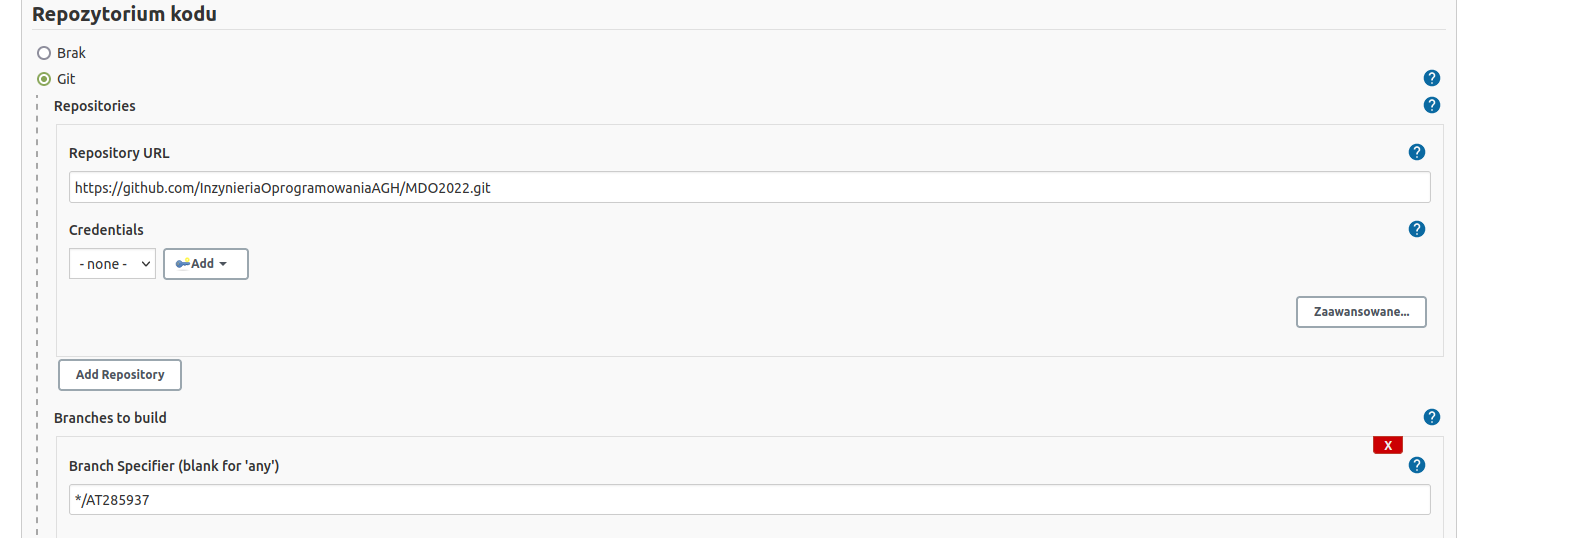 Repozytorium kodu
Brak
Git
?
Repositories
?
Repository URL
?
https://github.com/InzynieriaOprogramowaniaAGH/MDO2022.git
Credentials
?
- none -
Add
Zaawansowane...
Add Repository
Branches to build
?
X
Branch Specifier (blank for 'any')
?
*/AT285937